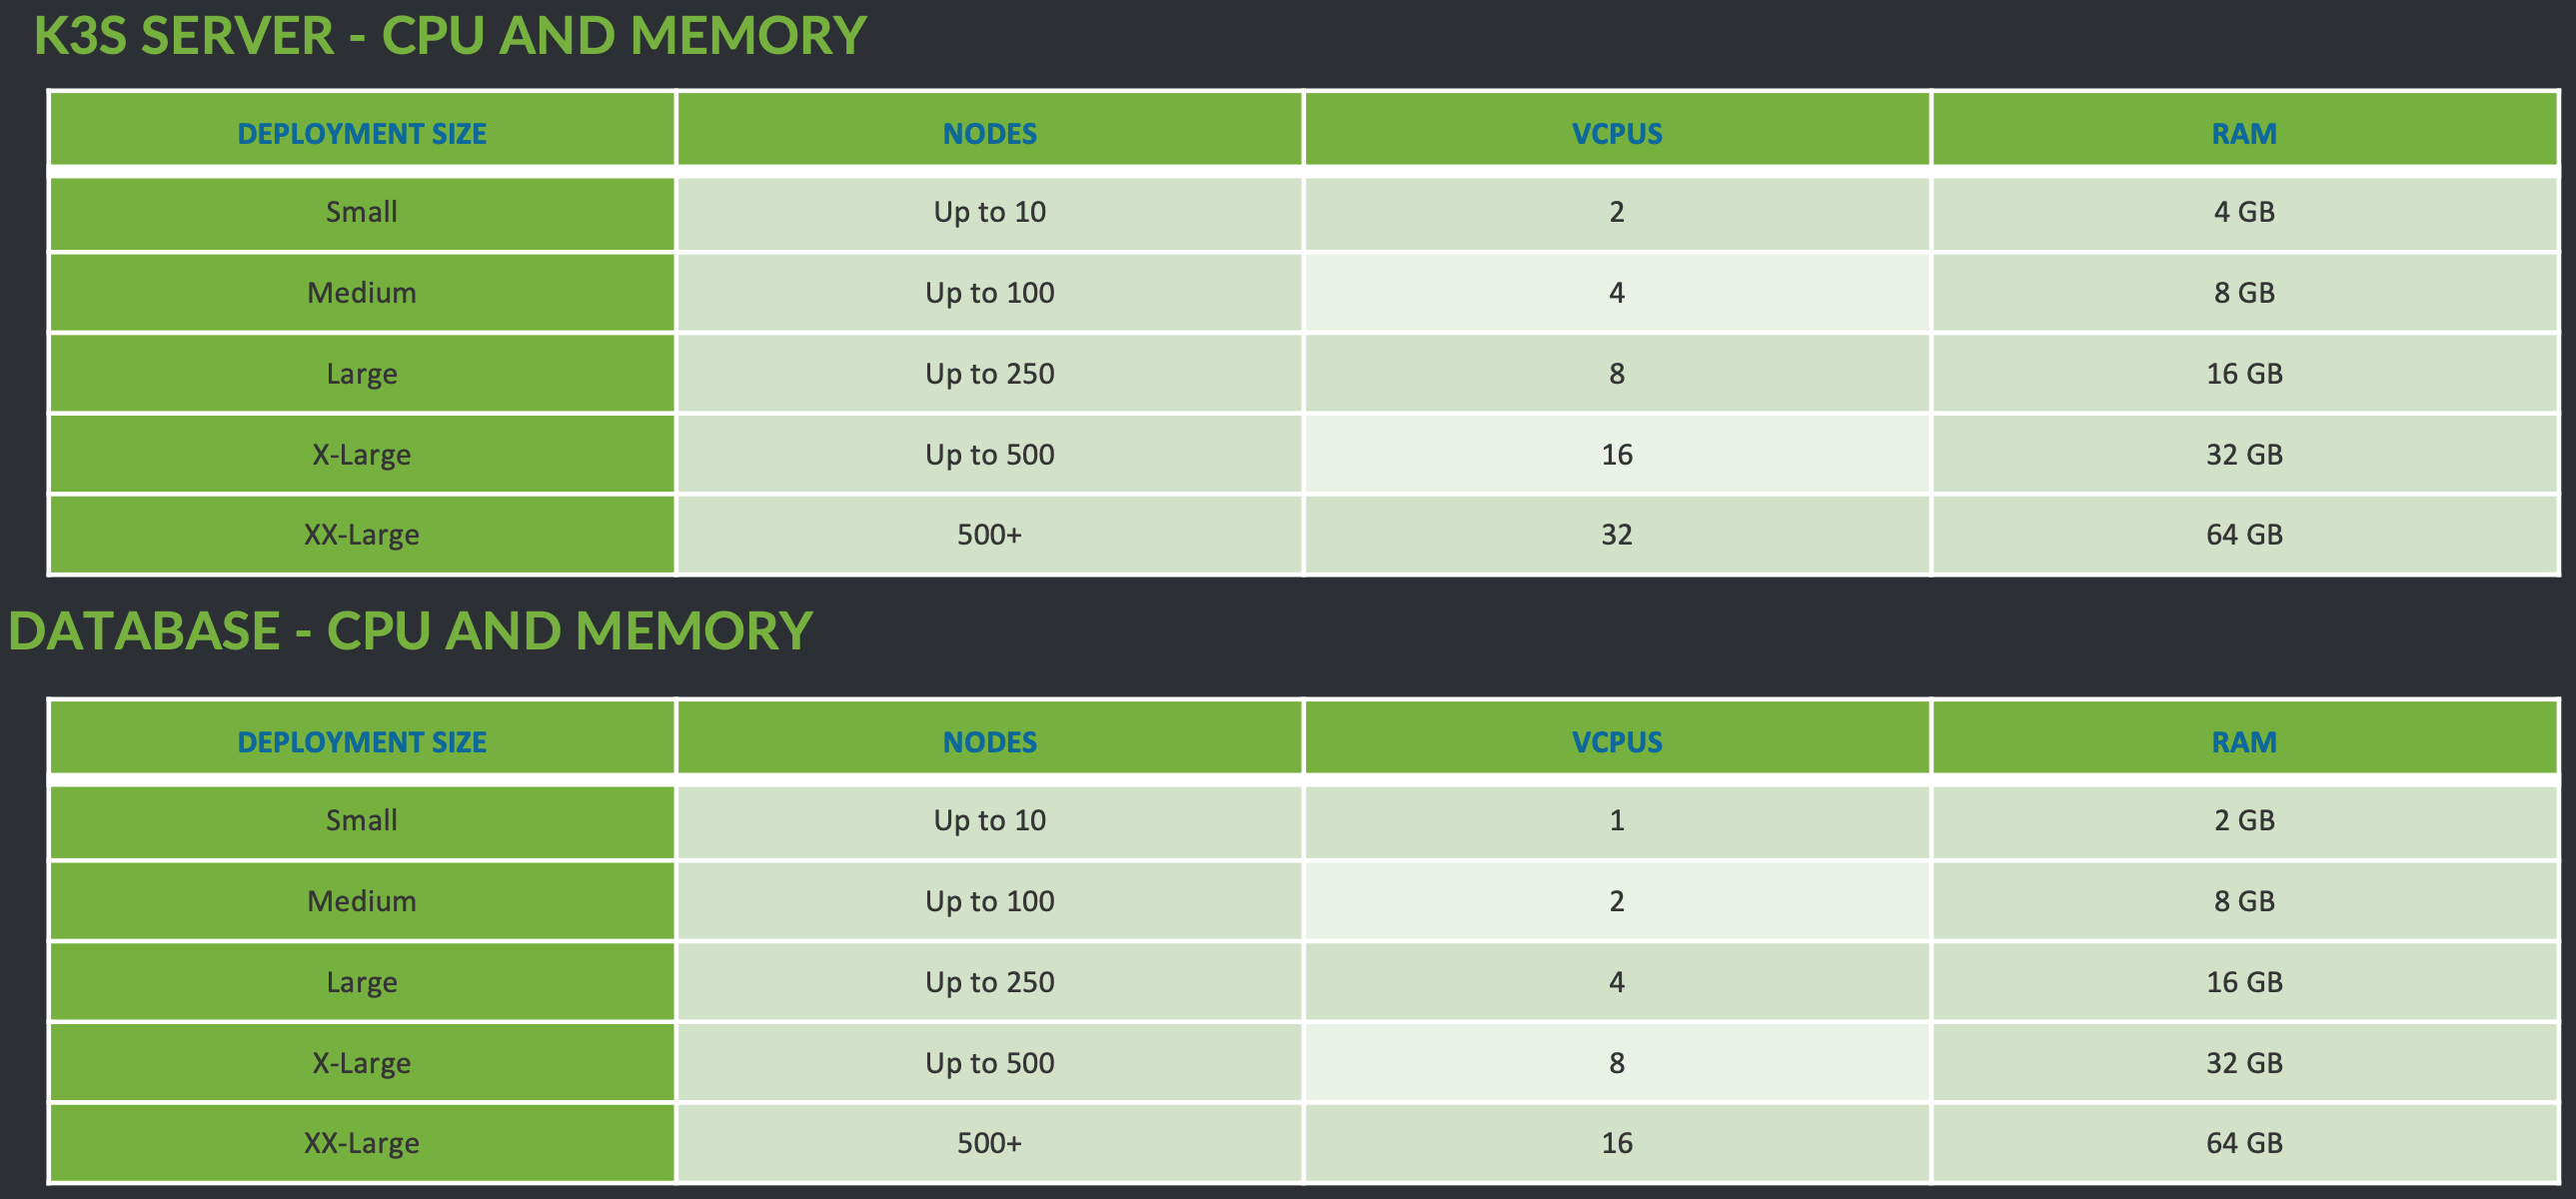 K3S SERVER - CPU AND MEMORY
DEPLOYMENT SIZE NODES VCPUS RAM
Small Up to 10 2 4 GB
Medium Up to 100 4 8 GB
Large Up to 250 8 16 GB
X-Large Up to 500 16 32 GB
XX-Large 500+ 32 64 GB
DATABASE - CPU AND MEMORY
DEPLOYMENT SIZE NODES VCPUS RAM
Small Up to 10 1 2 GB
Medium Up to 100 2 8 GB
Large Up to 250 4 16 GB
X-Large Up to 500 8 32 GB
XX-Large 500+ 16 64 GB